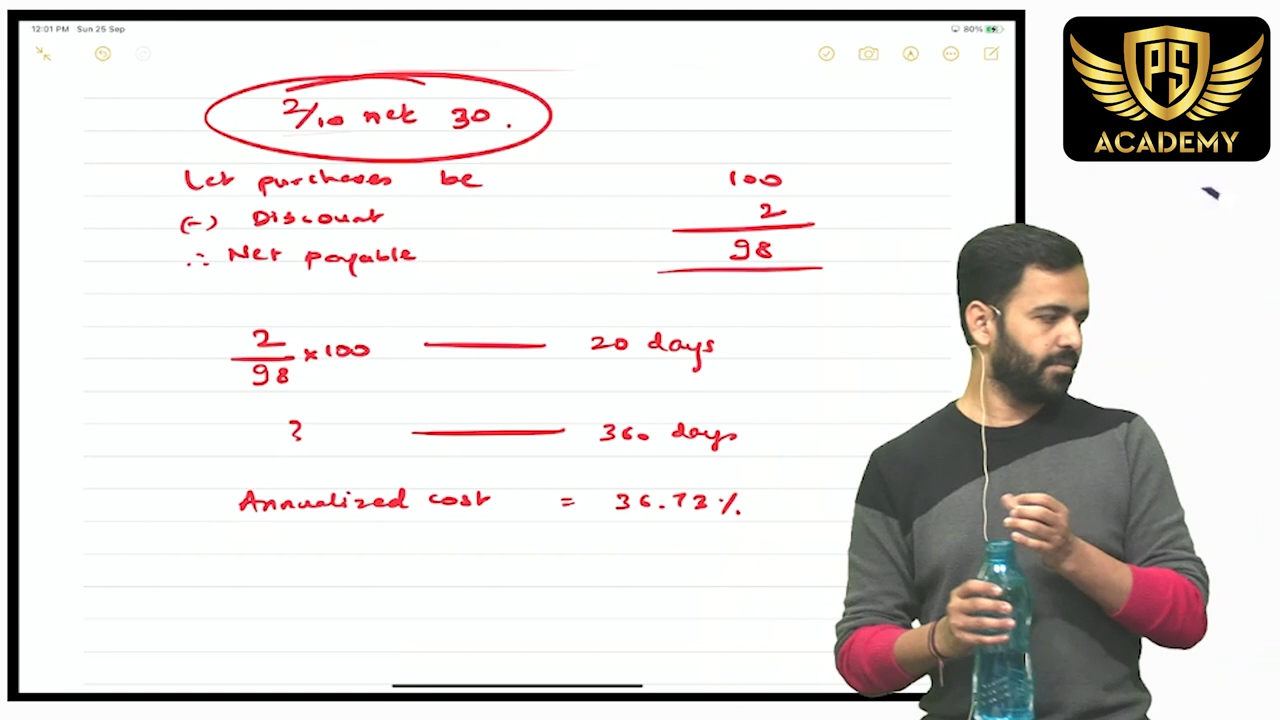 12:01 PM Sun 25 Sep
80%
2/10 net 30.
Let purchases be 100
(-) Discount 2
∴ Net payable 98
2/98 × 100 —— 20 days
? —— 360 days
Annualized cost = 36.73%
PS
ACADEMY